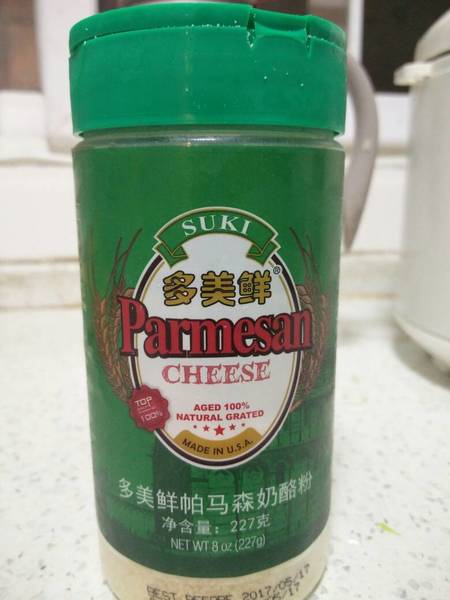 SUKI
多美鲜®
Parmesan
CHEESE
TOP
100%
AGED 100%
NATURAL GRATED
MADE IN U.S.A.
多美鲜帕马森奶酪粉
净含量：227克
NET WT 8 oz (227g)
BEST BEFORE 2017/05/17